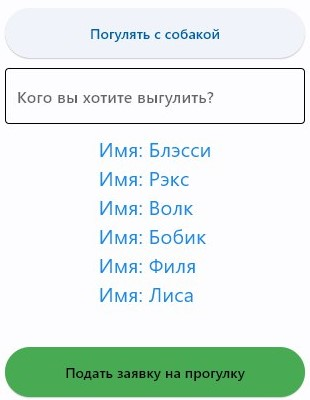 Погулять с собакой
Кого вы хотите выгулить?
Имя: Блэсси
Имя: Рэкс
Имя: Волк
Имя: Бобик
Имя: Филя
Имя: Лиса
Подать заявку на прогулку